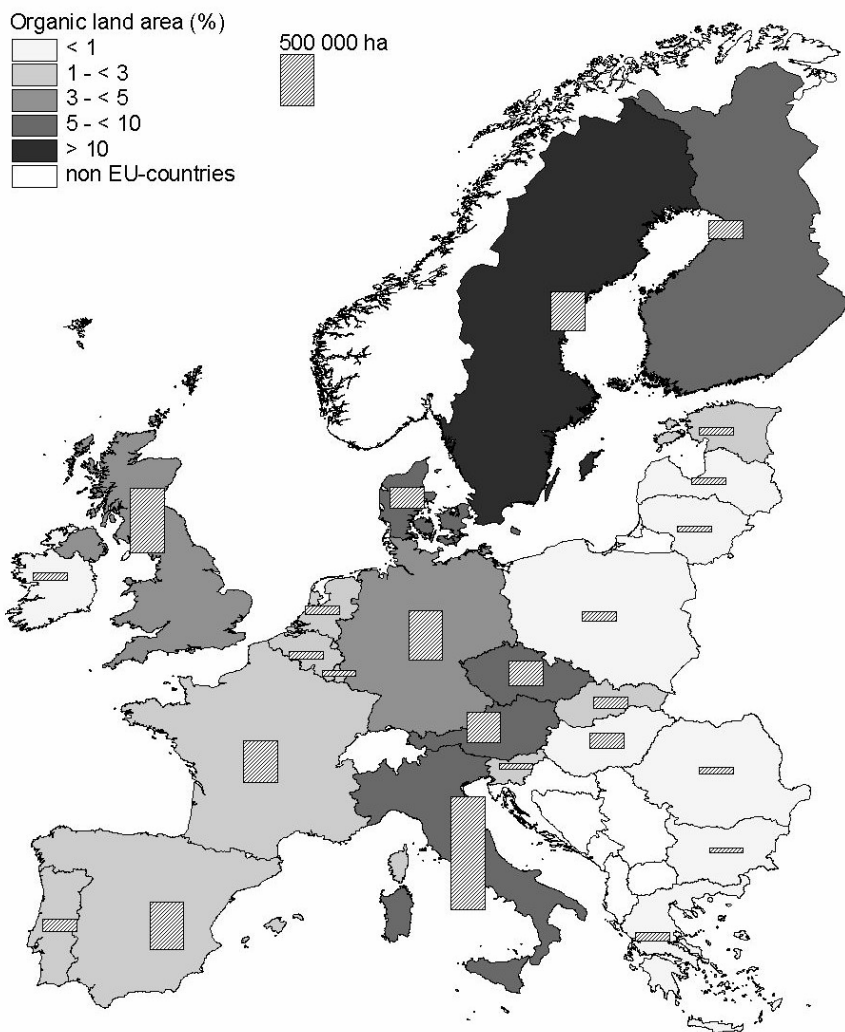 Organic land area (%)
< 1
1 - < 3
3 - < 5
5 - < 10
> 10
non EU-countries
500 000 ha